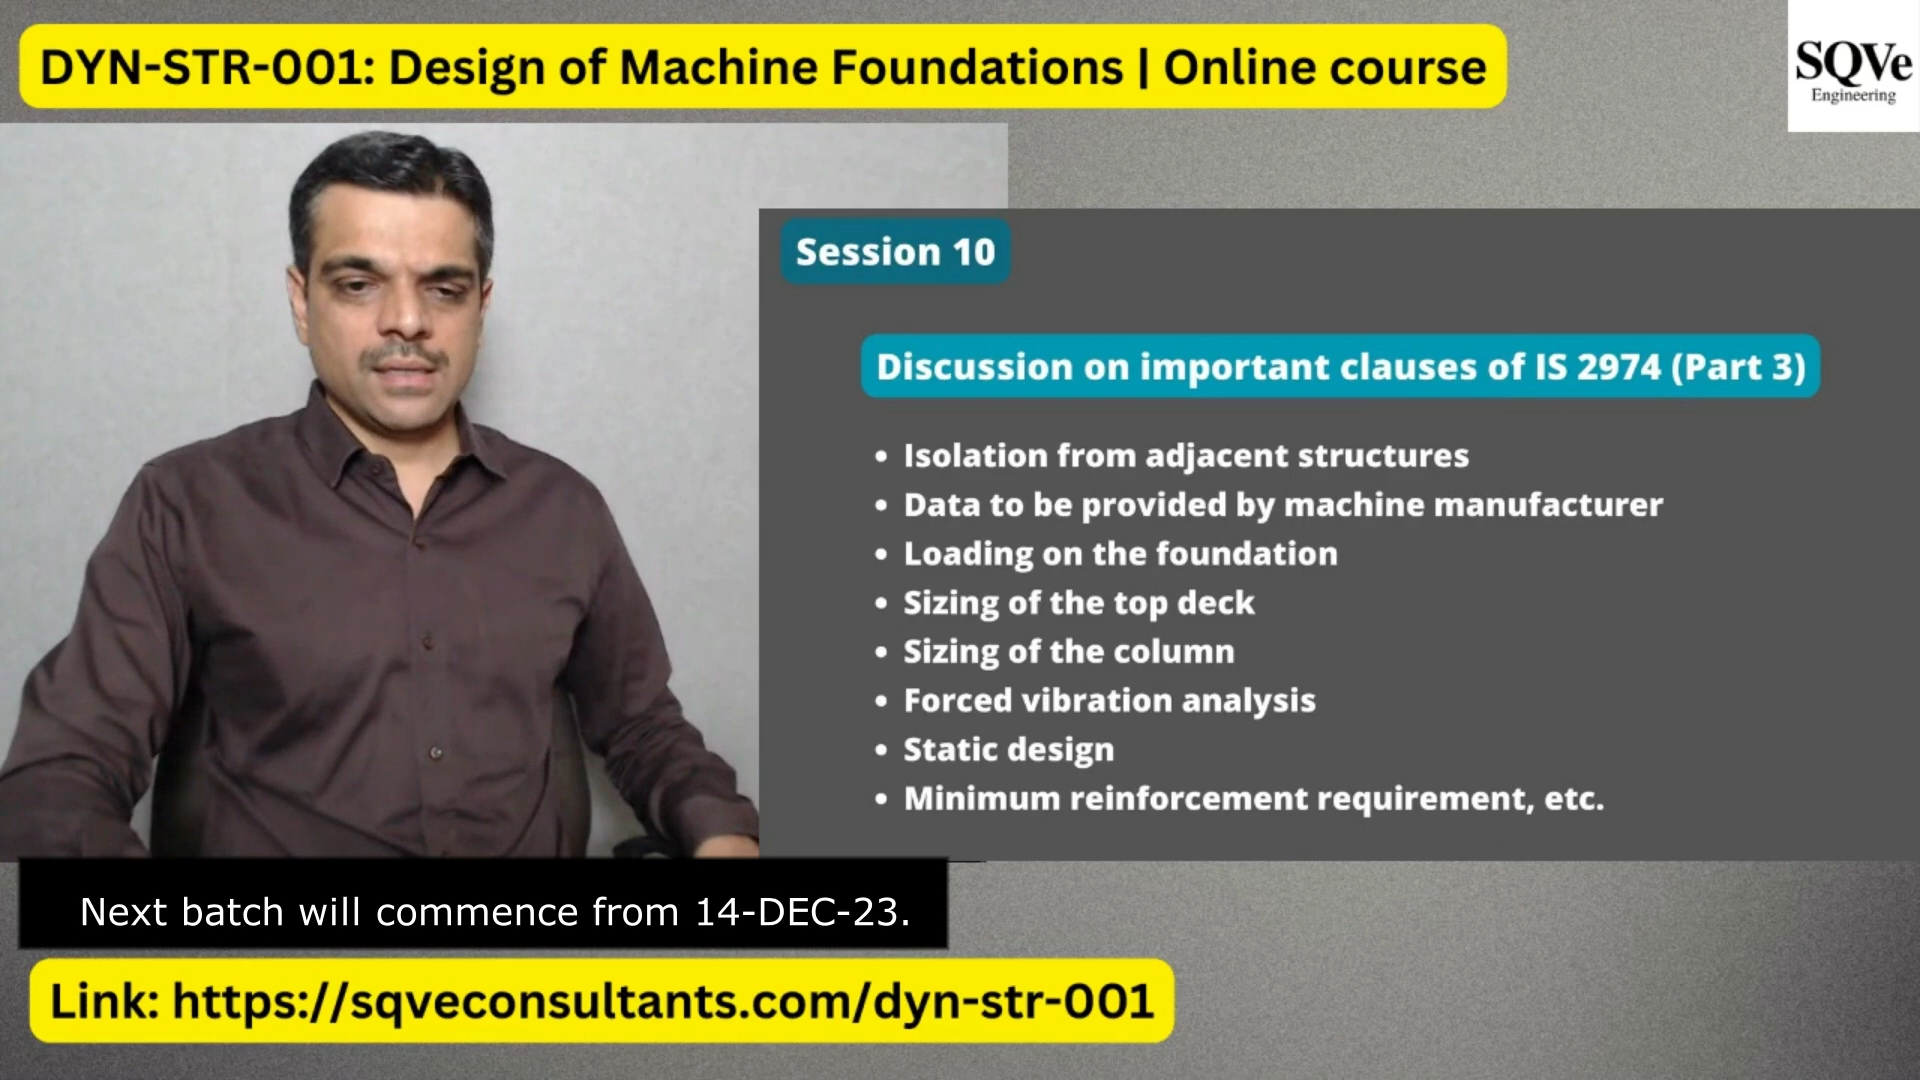 DYN-STR-001: Design of Machine Foundations | Online course
SQVe
Engineering
Session 10
Discussion on important clauses of IS 2974 (Part 3)
• Isolation from adjacent structures
• Data to be provided by machine manufacturer
• Loading on the foundation
• Sizing of the top deck
• Sizing of the column
• Forced vibration analysis
• Static design
• Minimum reinforcement requirement, etc.
Next batch will commence from 14-DEC-23.
Link: https://sqveconsultants.com/dyn-str-001